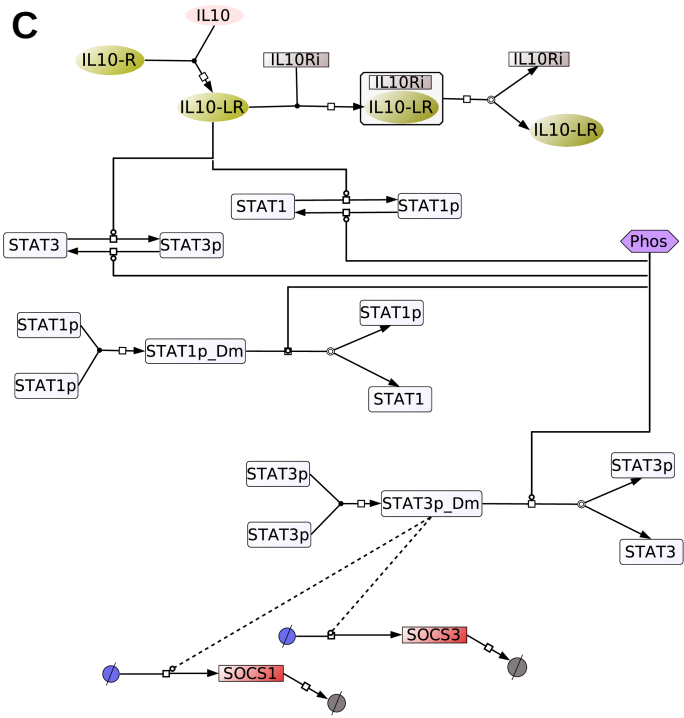 C
IL10
IL10-R
IL10Ri
IL10Ri
IL10Ri
IL10-LR
IL10-LR
IL10-LR
STAT1
STAT1p
STAT3
STAT3p
Phos
STAT1p
STAT1p
STAT1p_Dm
STAT1p
STAT1
STAT3p
STAT3p
STAT3p_Dm
STAT3p
STAT3
SOCS3
SOCS1